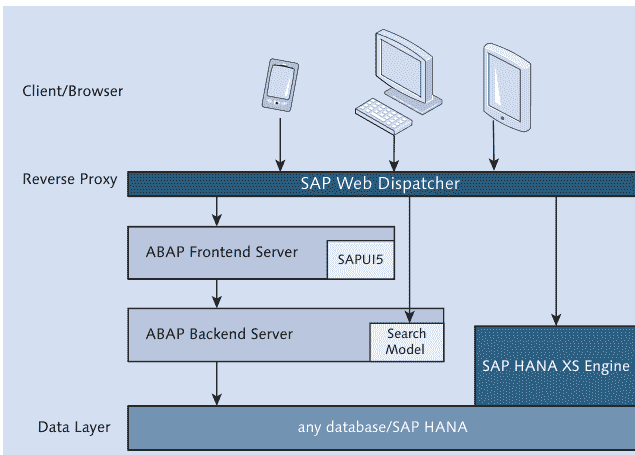 Client/Browser
Reverse Proxy
SAP Web Dispatcher
ABAP Frontend Server
SAPUI5
ABAP Backend Server
Search
Model
SAP HANA XS Engine
Data Layer
any database/SAP HANA